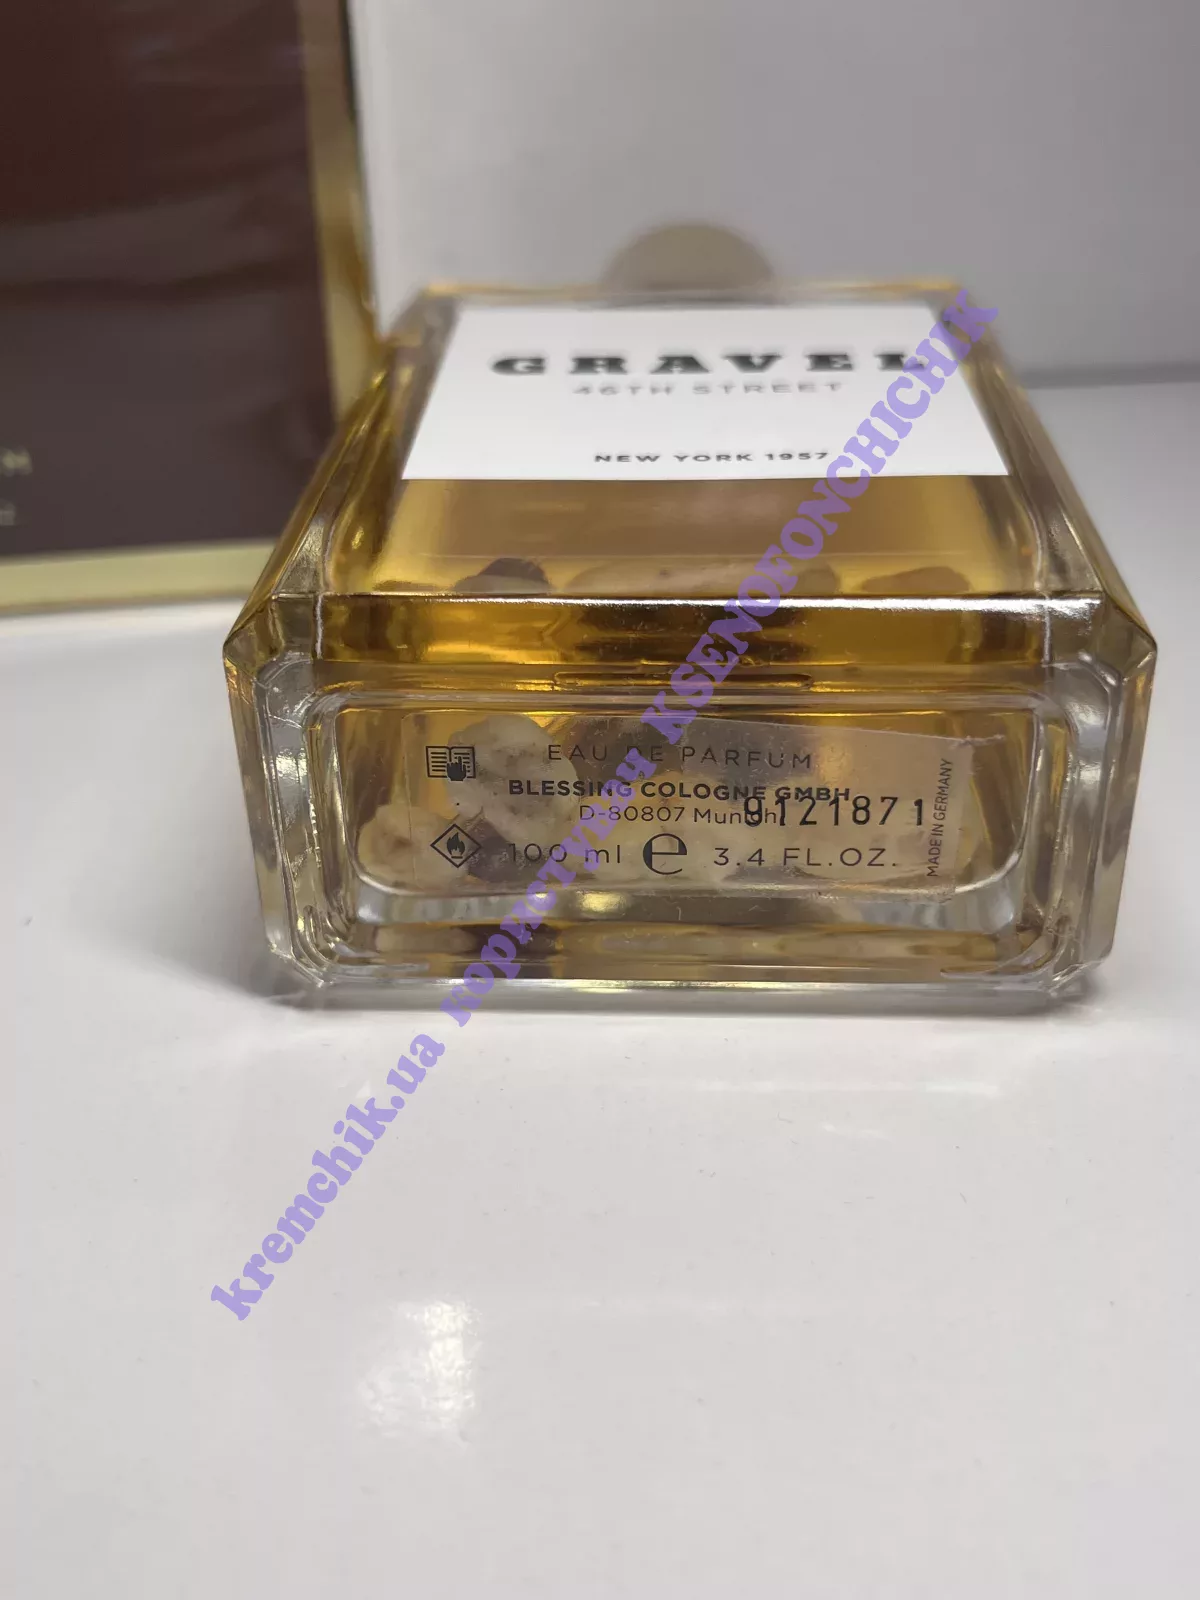 GRAVEL
46TH STREET
NEW YORK 1957
EAU DE PARFUM
BLESSING COLOGNE GMBH
D-80807 Munich
9121871
100 ml e 3.4 FL.OZ.
MADE IN GERMANY
kremchik.ua користувач KSENOFONCHICHIK